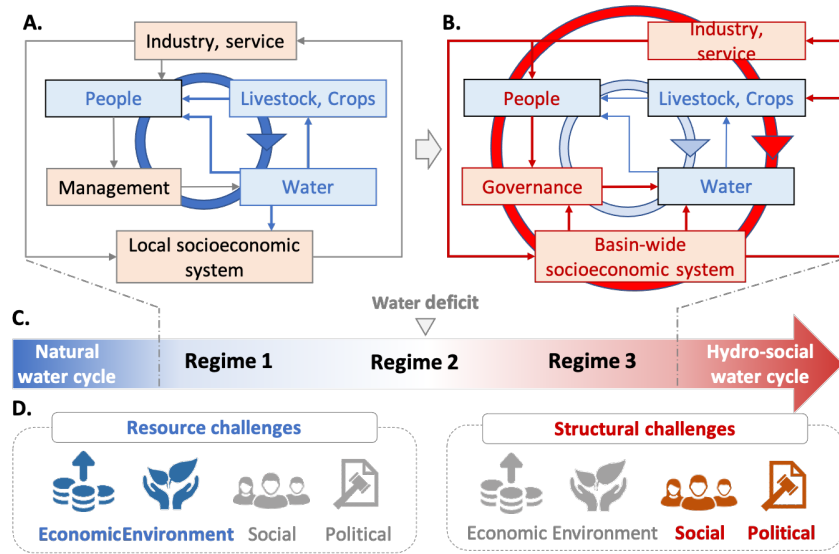 A.
Industry, service
People
Livestock, Crops
Management
Water
Local socioeconomic
system
B.
Industry,
service
People
Livestock, Crops
Governance
Water
Basin-wide
socioeconomic system
Water deficit
C.
Natural
water cycle
Regime 1
Regime 2
Regime 3
Hydro-social
water cycle
D.
Resource challenges
Economic
Environment
Social
Political
Structural challenges
Economic
Environment
Social
Political